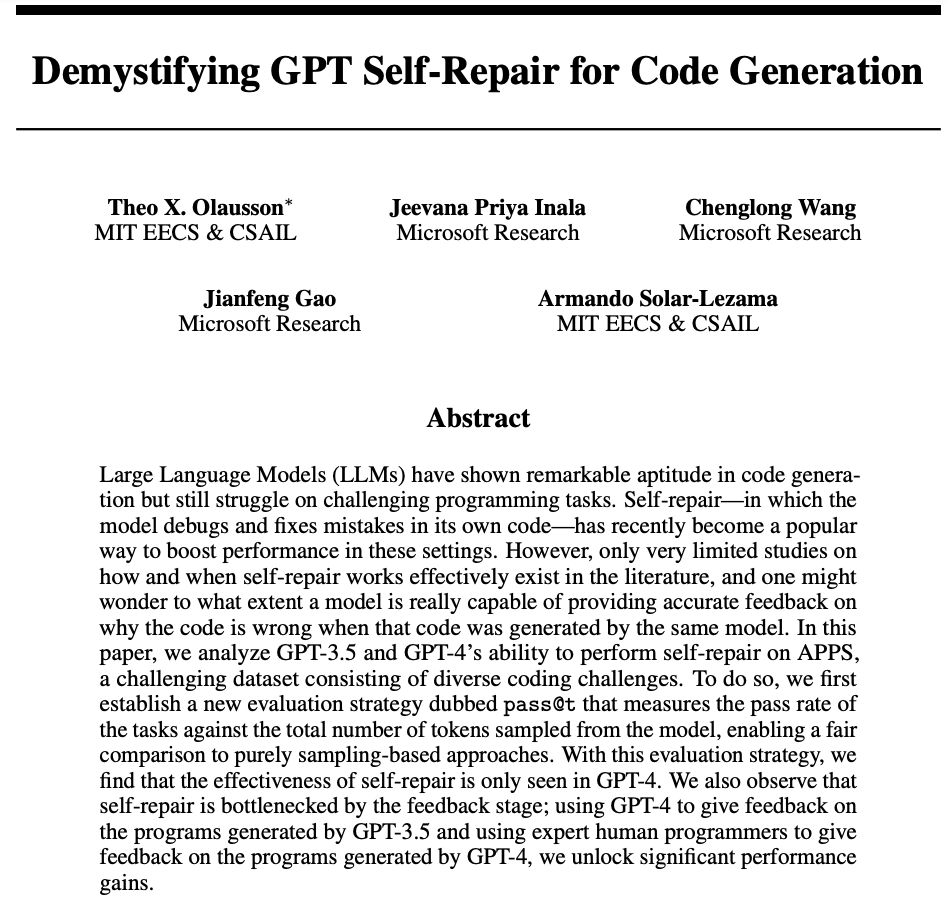 Demystifying GPT Self-Repair for Code Generation
Theo X. Olausson* Jeevana Priya Inala Chenglong Wang
MIT EECS & CSAIL Microsoft Research Microsoft Research
Jianfeng Gao Armando Solar-Lezama
Microsoft Research MIT EECS & CSAIL
Abstract
Large Language Models (LLMs) have shown remarkable aptitude in code genera-
tion but still struggle on challenging programming tasks. Self-repair—in which the
model debugs and fixes mistakes in its own code—has recently become a popular
way to boost performance in these settings. However, only very limited studies on
how and when self-repair works effectively exist in the literature, and one might
wonder to what extent a model is really capable of providing accurate feedback on
why the code is wrong when that code was generated by the same model. In this
paper, we analyze GPT-3.5 and GPT-4's ability to perform self-repair on APPS,
a challenging dataset consisting of diverse coding challenges. To do so, we first
establish a new evaluation strategy dubbed pass@t that measures the pass rate of
the tasks against the total number of tokens sampled from the model, enabling a fair
comparison to purely sampling-based approaches. With this evaluation strategy, we
find that the effectiveness of self-repair is only seen in GPT-4. We also observe that
self-repair is bottlenecked by the feedback stage; using GPT-4 to give feedback on
the programs generated by GPT-3.5 and using expert human programmers to give
feedback on the programs generated by GPT-4, we unlock significant performance
gains.